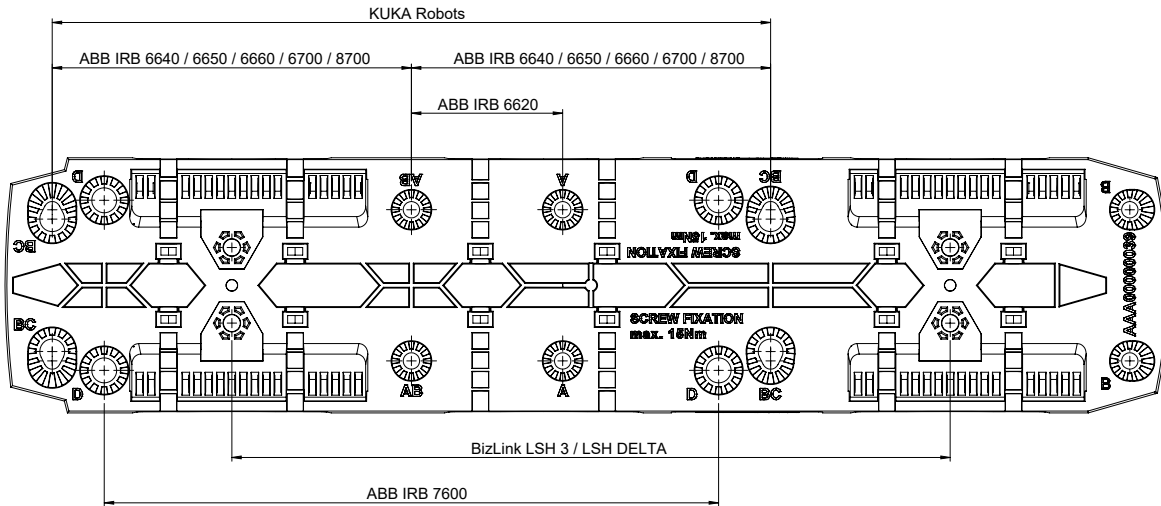 KUKA Robots
ABB IRB 6640 / 6650 / 6660 / 6700 / 8700 ABB IRB 6640 / 6650 / 6660 / 6700 / 8700
ABB IRB 6620
D AB A D BC B
BC
max. 15Nm
SCREW FIXATION
BC
SCREW FIXATION
max. 15Nm
D AB A D BC B
BizLink LSH 3 / LSH DELTA
ABB IRB 7600